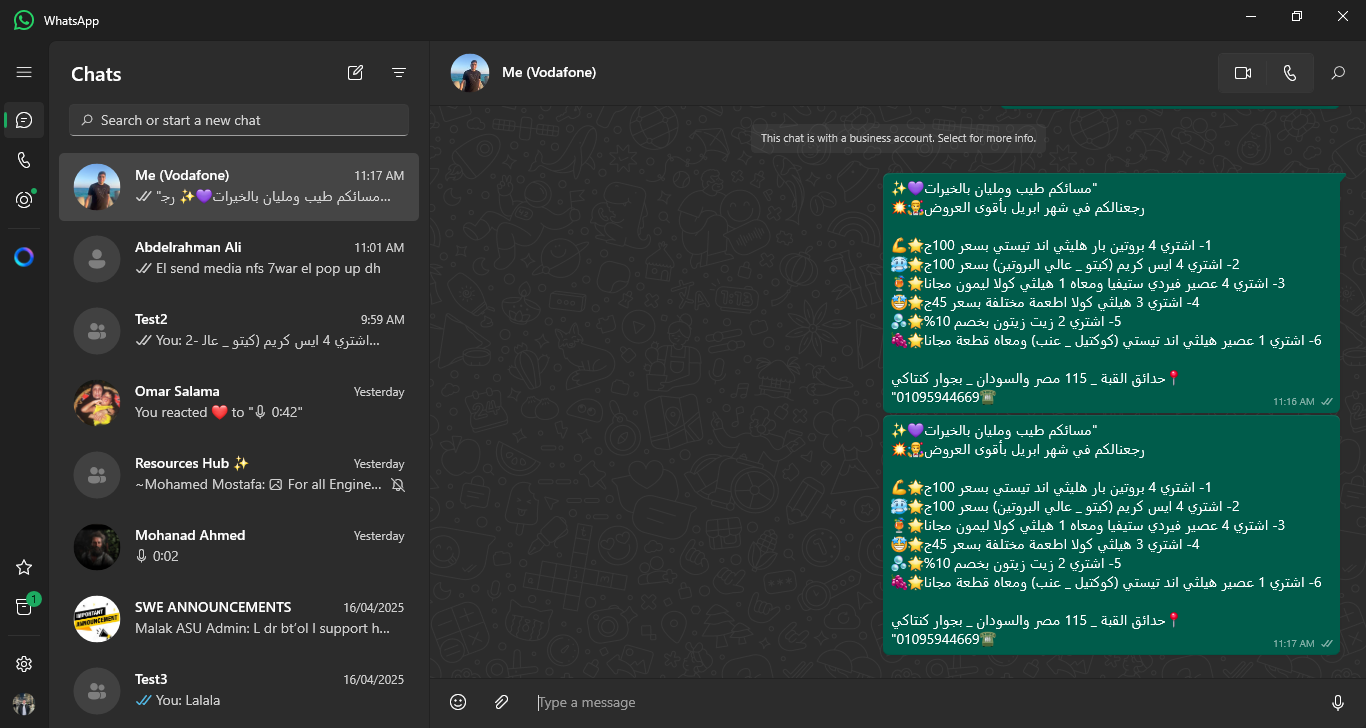 WhatsApp
Chats
Search or start a new chat
Me (Vodafone)
11:17 AM
"مسائكم طيب ومليان بالخيرات💜✨ رج...
Abdelrahman Ali
11:01 AM
El send media nfs 7war el pop up dh
Test2
9:59 AM
You: 2- اشتري 4 ايس كريم (كيتو _ عالـ...
Omar Salama
Yesterday
You reacted ❤️ to "🎙 0:42"
Resources Hub ✨
Yesterday
~Mohamed Mostafa: For all Engine...
Mohanad Ahmed
Yesterday
0:02
SWE ANNOUNCEMENTS
16/04/2025
Malak ASU Admin: L dr bt'ol I support h...
IMPORTANT
ANNOUNCEMENT
Test3
16/04/2025
You: Lalala
1
Me (Vodafone)
This chat is with a business account. Select for more info.
"مسائكم طيب ومليان بالخيرات💜✨
رجعنالكم في شهر ابريل بأقوى العروض
1- اشتري 4 بروتين بار هليثي اند تيستي بسعر 100ج🌟💪
2- اشتري 4 ايس كريم (كيتو _ عالي البروتين) بسعر 100ج🌟🥶
3- اشتري 4 عصير فيردي ستيفيا ومعاه 1 هيلثي كولا ليمون مجانا🌟🍹
4- اشتري 3 هيلثي كولا اطعمة مختلفة بسعر 45ج🌟🤩
5- اشتري 2 زيت زيتون بخصم 10%🌟🫧
6- اشتري 1 عصير هيلثي اند تيستي (كوكتيل _ عنب) ومعاه قطعة مجانا🌟🍇
📍حدائق القبة _ 115 مصر والسودان _ بجوار كنتاكي
☎️01095944669"
11:16 AM
"مسائكم طيب ومليان بالخيرات💜✨
رجعنالكم في شهر ابريل بأقوى العروض
1- اشتري 4 بروتين بار هليثي اند تيستي بسعر 100ج🌟💪
2- اشتري 4 ايس كريم (كيتو _ عالي البروتين) بسعر 100ج🌟🥶
3- اشتري 4 عصير فيردي ستيفيا ومعاه 1 هيلثي كولا ليمون مجانا🌟🍹
4- اشتري 3 هيلثي كولا اطعمة مختلفة بسعر 45ج🌟🤩
5- اشتري 2 زيت زيتون بخصم 10%🌟🫧
6- اشتري 1 عصير هيلثي اند تيستي (كوكتيل _ عنب) ومعاه قطعة مجانا🌟🍇
📍حدائق القبة _ 115 مصر والسودان _ بجوار كنتاكي
☎️01095944669"
11:17 AM
Type a message